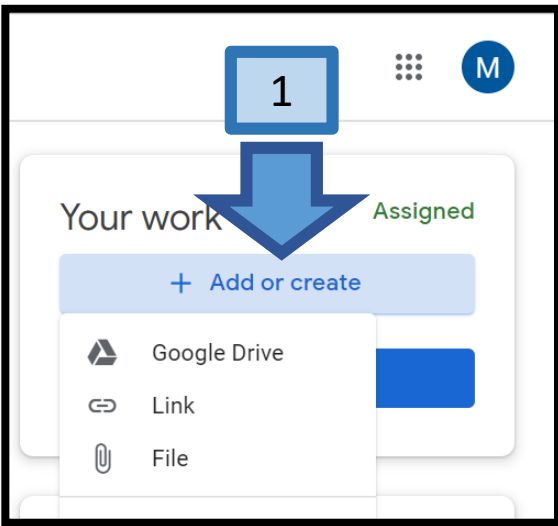 M
1
Your work
Assigned
+ Add or create
Google Drive
Link
File